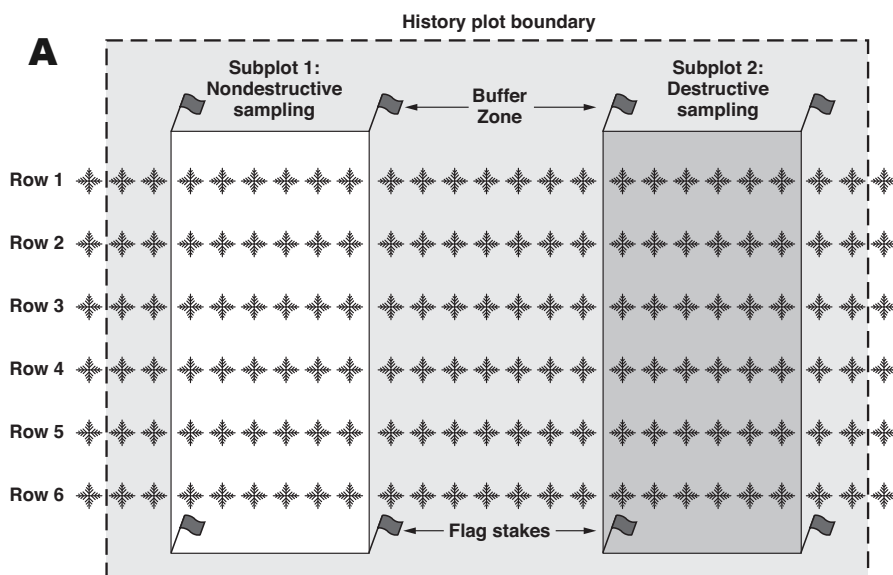 History plot boundary
A
Subplot 1:
Nondestructive
sampling
Buffer
Zone
Subplot 2:
Destructive
sampling
Row 1
Row 2
Row 3
Row 4
Row 5
Row 6
Flag stakes